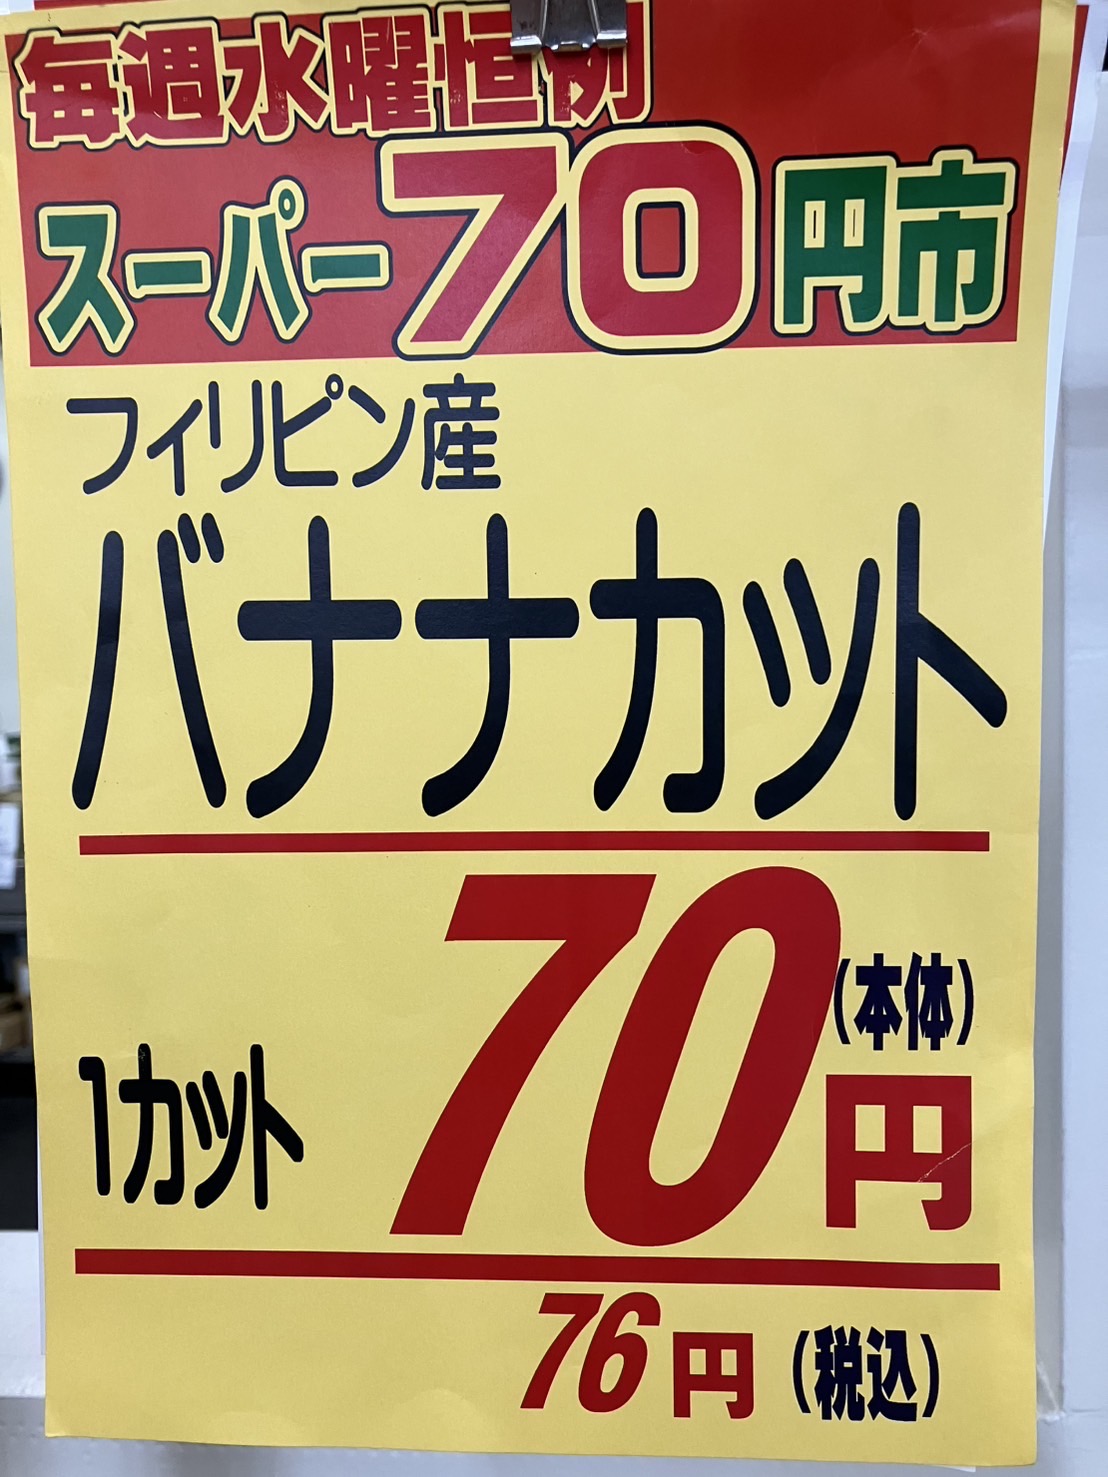 毎週水曜恒例
スーパー70円市
フィリピン産
バナナカット
1カット
70円
(本体)
76円(税込)